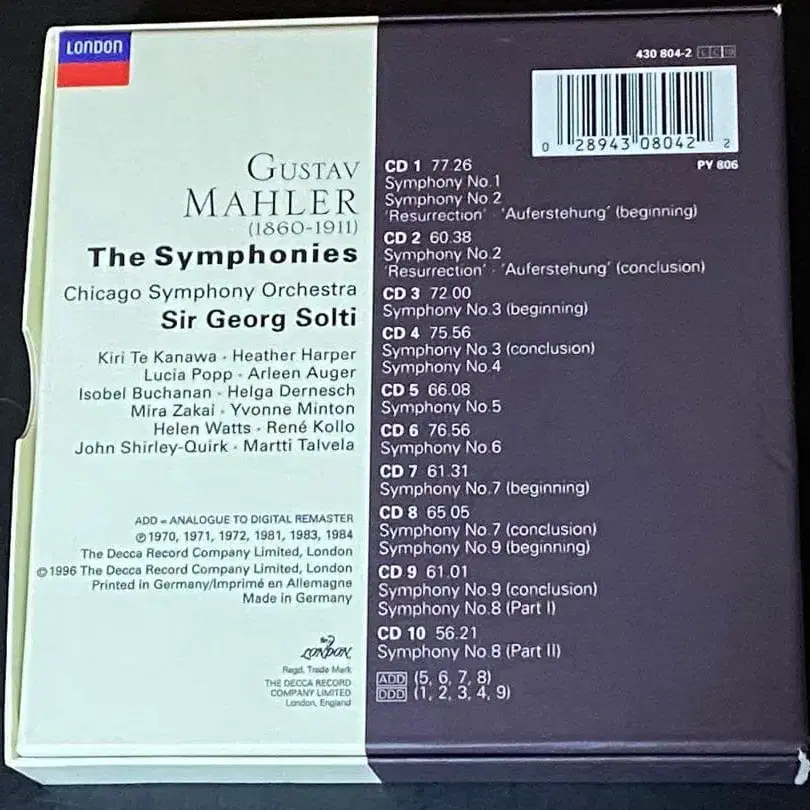 LONDON
GUSTAV
MAHLER
(1860-1911)
The Symphonies
Chicago Symphony Orchestra
Sir Georg Solti
Kiri Te Kanawa · Heather Harper
Lucia Popp · Arleen Auger
Isobel Buchanan · Helga Dernesch
Mira Zakai · Yvonne Minton
Helen Watts · René Kollo
John Shirley-Quirk · Martti Talvela
ADD = ANALOGUE TO DIGITAL REMASTER
℗ 1970, 1971, 1972, 1981, 1983, 1984
The Decca Record Company Limited, London
© 1996 The Decca Record Company Limited, London
Printed in Germany/Imprimé en Allemagne
Made in Germany
LONDON
Regd. Trade Mark
THE DECCA RECORD
COMPANY LIMITED
London, England
430 804-2
0 28943 08042 2
PY 806
CD 1 77.26
Symphony No.1
Symphony No 2
'Resurrection' · 'Auferstehung' (beginning)
CD 2 60.38
Symphony No.2
'Resurrection' · 'Auferstehung' (conclusion)
CD 3 72.00
Symphony No.3 (beginning)
CD 4 75.56
Symphony No 3 (conclusion)
Symphony No.4
CD 5 66.08
Symphony No.5
CD 6 76.56
Symphony No 6
CD 7 61.31
Symphony No.7 (beginning)
CD 8 65.05
Symphony No.7 (conclusion)
Symphony No.9 (beginning)
CD 9 61.01
Symphony No.9 (conclusion)
Symphony No.8 (Part I)
CD 10 56.21
Symphony No.8 (Part II)
ADD (5, 6, 7, 8)
DDD (1, 2, 3, 4, 9)